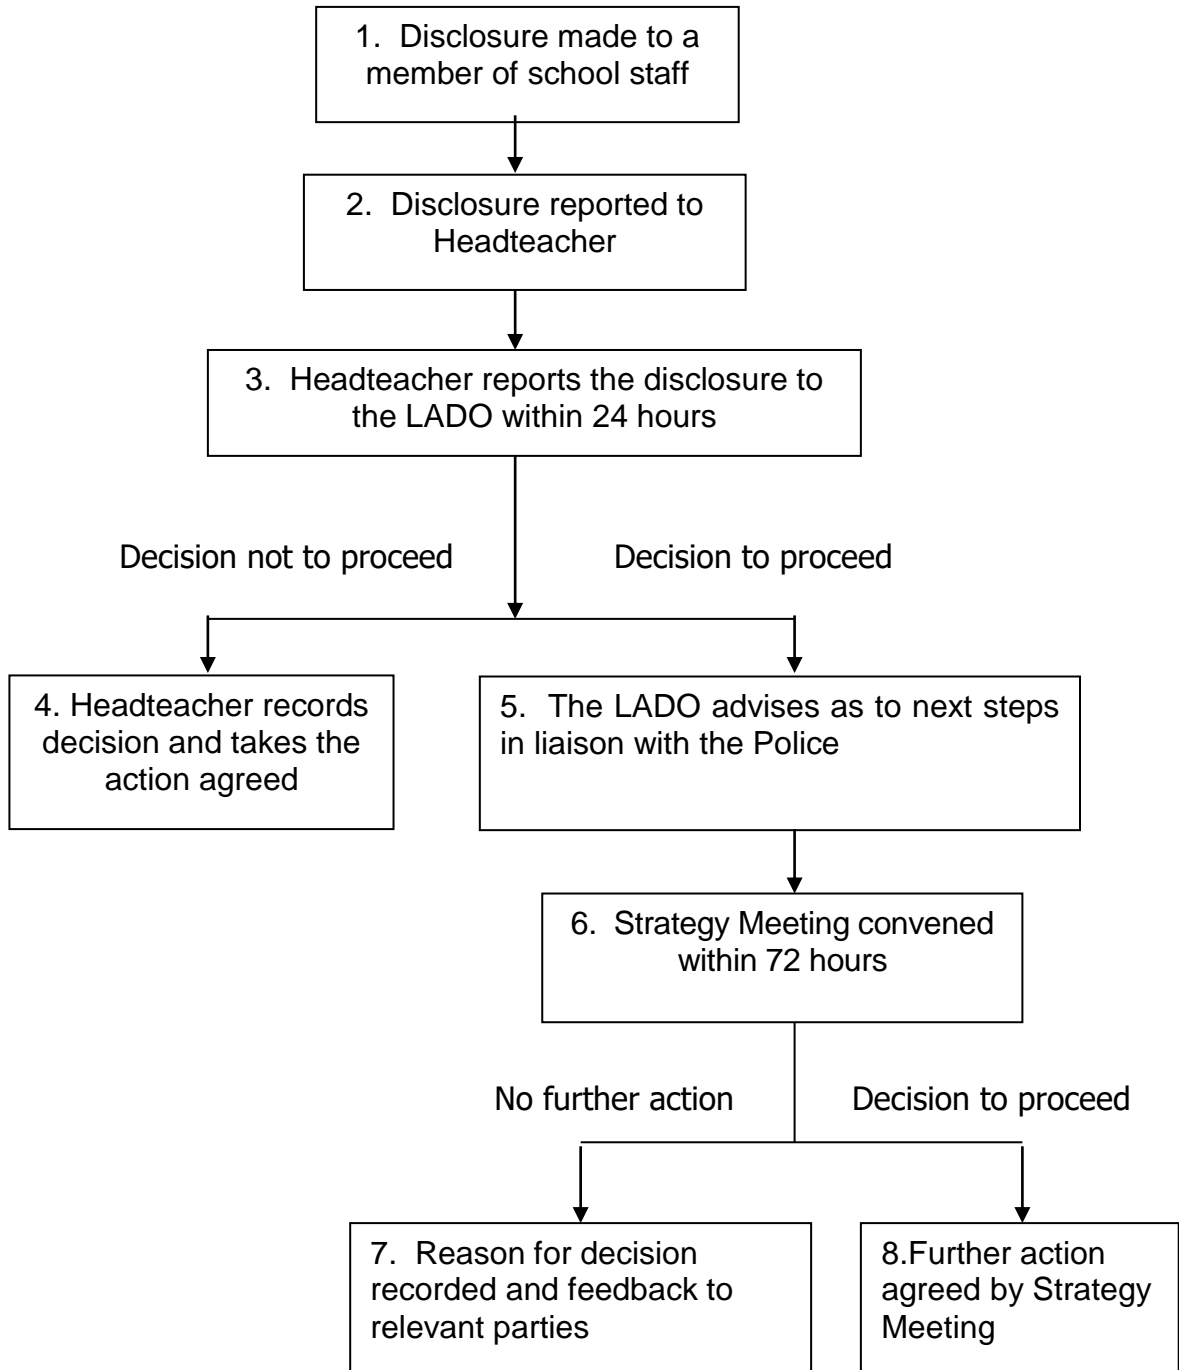 1. Disclosure made to a
member of school staff
2. Disclosure reported to
Headteacher
3. Headteacher reports the disclosure to
the LADO within 24 hours
Decision not to proceed
Decision to proceed
4. Headteacher records
decision and takes the
action agreed
5. The LADO advises as to next steps
in liaison with the Police
6. Strategy Meeting convened
within 72 hours
No further action
Decision to proceed
7. Reason for decision
recorded and feedback to
relevant parties
8.Further action
agreed by Strategy
Meeting